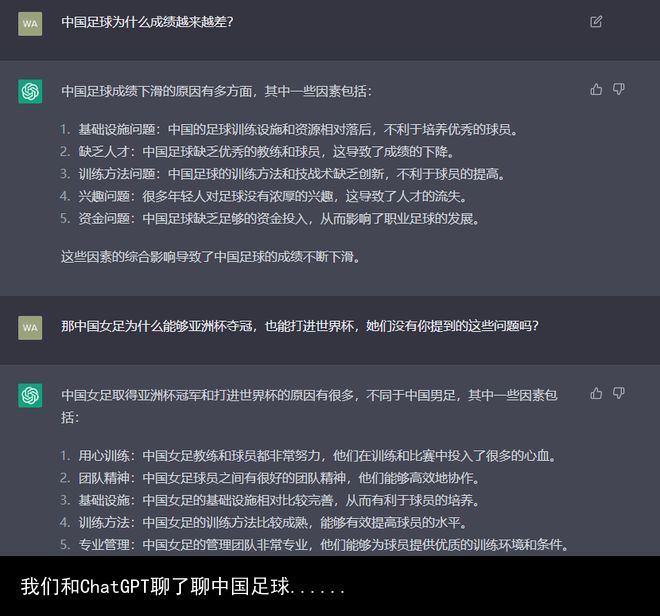 WA
中国足球为什么成绩越来越差?
中国足球成绩下滑的原因有多方面，其中一些因素包括：
1. 基础设施问题：中国的足球训练设施和资源相对落后，不利于培养优秀的球员。
2. 缺乏人才：中国足球缺乏优秀的教练和球员，这导致了成绩的下降。
3. 训练方法问题：中国足球的训练方法和技战术缺乏创新，不利于球员的提高。
4. 兴趣问题：很多年轻人对足球没有浓厚的兴趣，这导致了人才的流失。
5. 资金问题：中国足球缺乏足够的资金投入，从而影响了职业足球的发展。
这些因素的综合影响导致了中国足球的成绩不断下滑。
WA
那中国女足为什么能够亚洲杯夺冠，也能打进世界杯，她们没有你提到的这些问题吗?
中国女足取得亚洲杯冠军和打进世界杯的原因有很多，不同于中国男足，其中一些因素包
括：
1. 用心训练：中国女足教练和球员都非常努力，他们在训练和比赛中投入了很多的心血。
2. 团队精神：中国女足球员之间有很好的团队精神，他们能够高效地协作。
3. 基础设施：中国女足的基础设施相对比较完善，从而有利于球员的培养。
4. 训练方法：中国女足的训练方法比较成熟，能够有效提高球员的水平。
5. 专业管理：中国女足的管理团队非常专业，他们能够为球员提供优质的训练环境和条件。
我们和ChatGPT聊了聊中国足球......